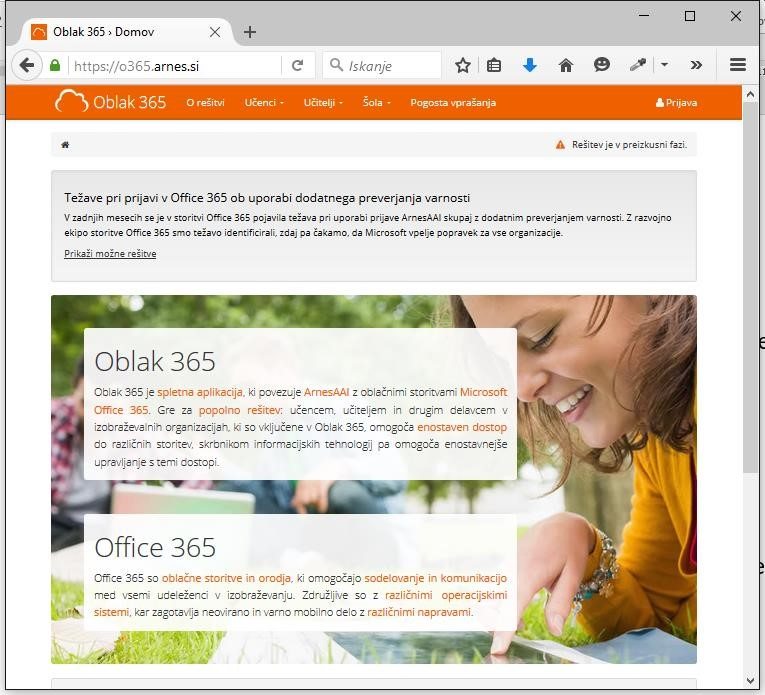 Oblak 365 › Domov
https://o365.arnes.si
Iskanje
Oblak 365 O rešitvi Učenci Učitelji Šola Pogosta vprašanja Prijava
Rešitev je v preizkusni fazi.
Težave pri prijavi v Office 365 ob uporabi dodatnega preverjanja varnosti
V zadnjih mesecih se je v storitvi Office 365 pojavila težava pri uporabi prijave ArnesAAI skupaj z dodatnim preverjanjem varnosti. Z razvojno
ekipo storitve Office 365 smo težavo identificirali, zdaj pa čakamo, da Microsoft vpelje popravek za vse organizacije.
Prikaži možne rešitve
Oblak 365
Oblak 365 je spletna aplikacija, ki povezuje ArnesAAI z oblačnimi storitvami Microsoft
Office 365. Gre za popolno rešitev: učencem, učiteljem in drugim delavcem v
izobraževalnih organizacijah, ki so vključene v Oblak 365, omogoča enostaven dostop
do različnih storitev, skrbnikom informacijskih tehnologij pa omogoča enostavnejše
upravljanje s temi dostopi.
Office 365
Office 365 so oblačne storitve in orodja, ki omogočajo sodelovanje in komunikacijo
med vsemi udeleženci v izobraževanju. Združljive so z različnimi operacijskimi
sistemi, kar zagotavlja neovirano in varno mobilno delo z različnimi napravami.